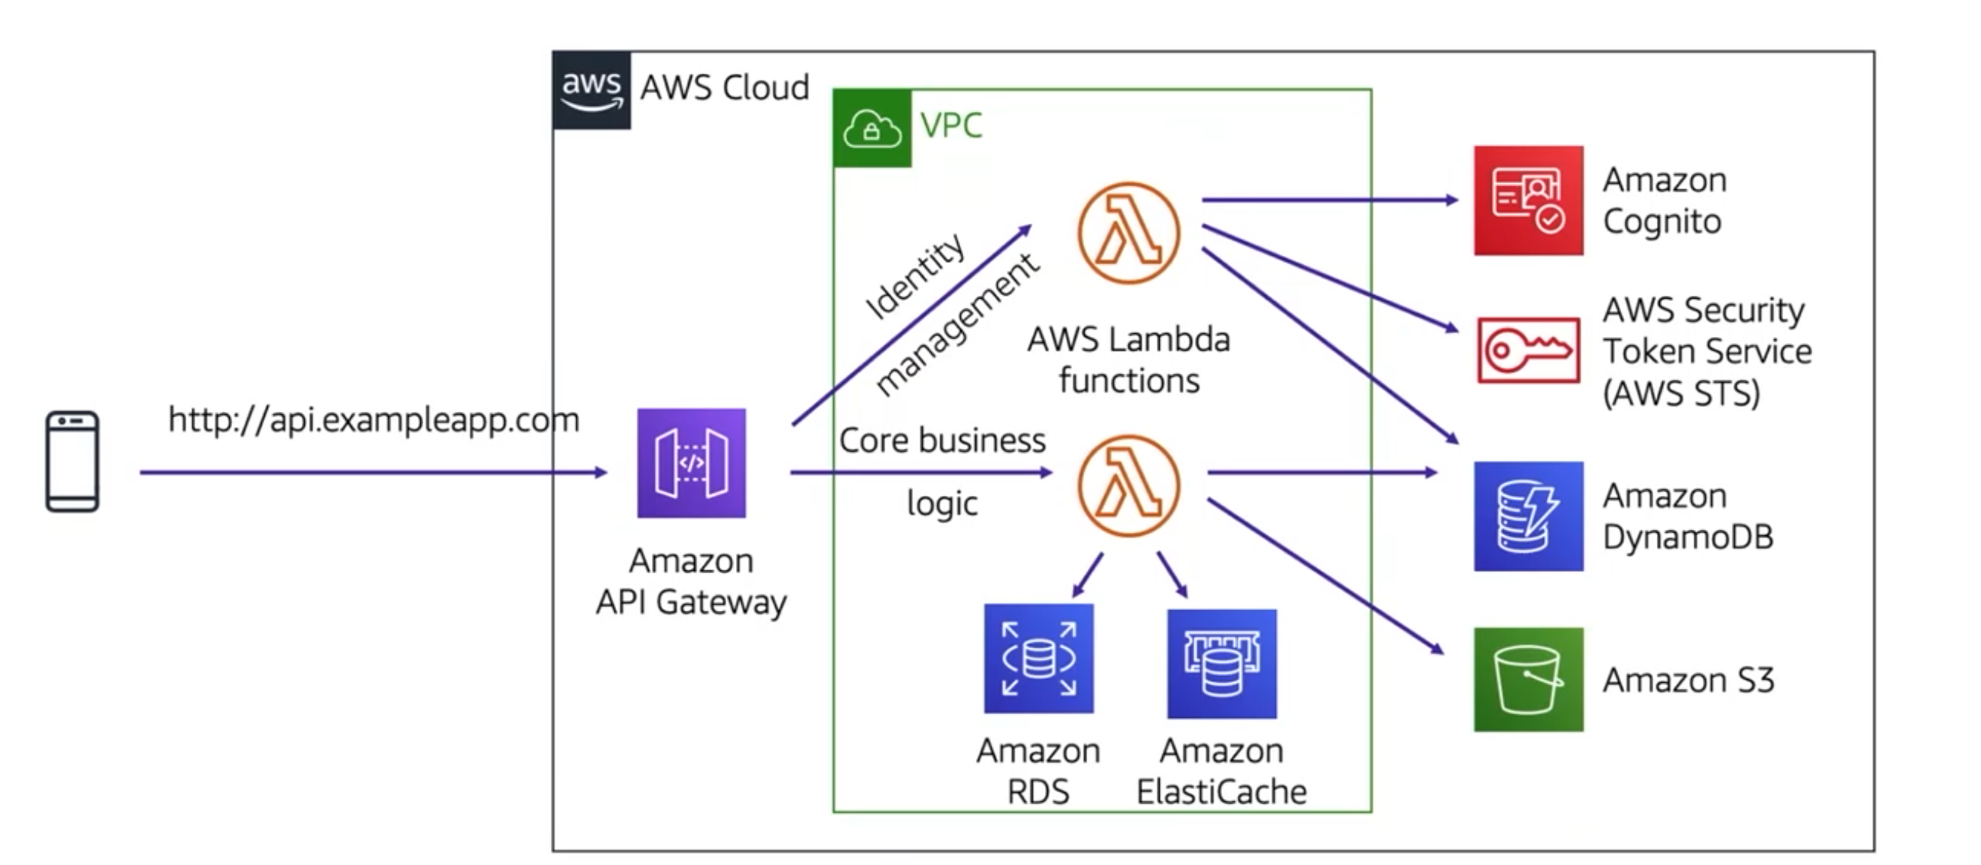 aws
AWS Cloud
VPC
http://api.exampleapp.com
Amazon
API Gateway
Identity
management
Core business
logic
AWS Lambda
functions
Amazon
RDS
Amazon
ElastiCache
Amazon
Cognito
AWS Security
Token Service
(AWS STS)
Amazon
DynamoDB
Amazon S3